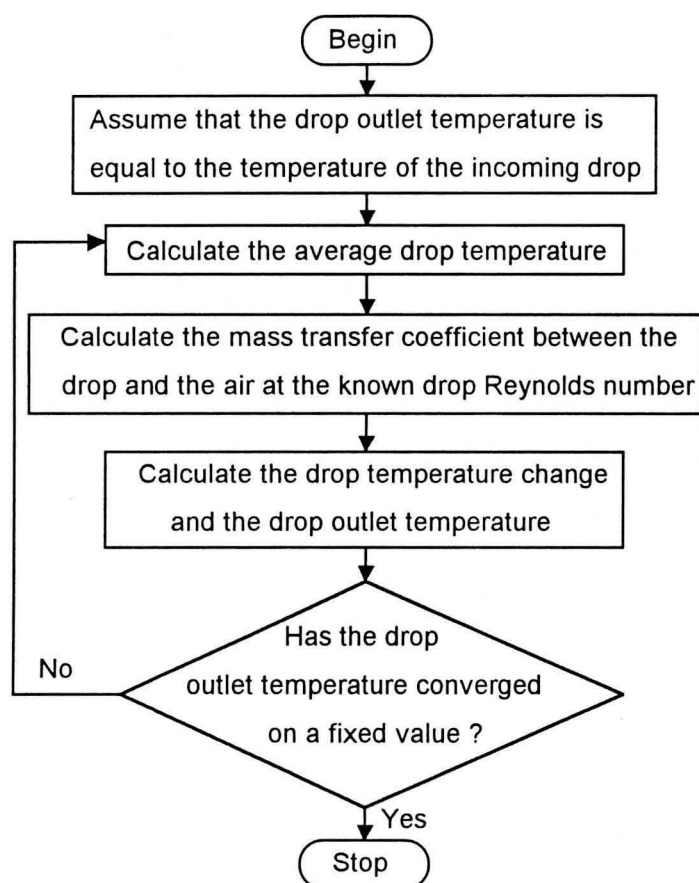 Begin
Assume that the drop outlet temperature is
equal to the temperature of the incoming drop
Calculate the average drop temperature
Calculate the mass transfer coefficient between the
drop and the air at the known drop Reynolds number
Calculate the drop temperature change
and the drop outlet temperature
Has the drop
outlet temperature converged
on a fixed value ?
No
Yes
Stop